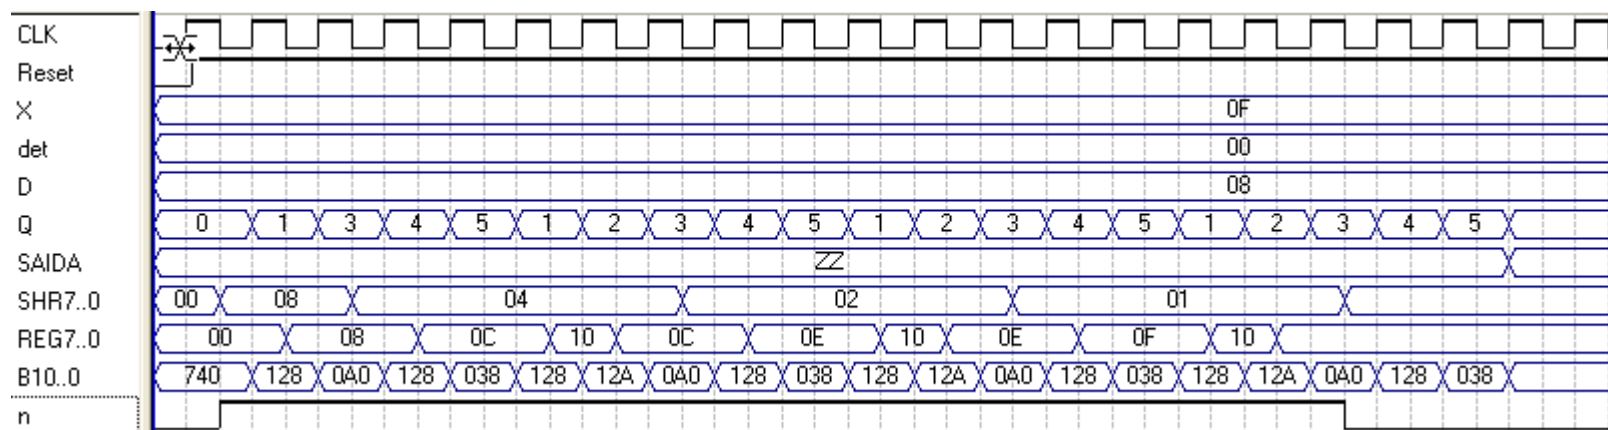 CLK
Reset
X 0F
det 00
D 08
Q 0 1 3 4 5 1 2 3 4 5 1 2 3 4 5 1 2 3 4 5
SAIDA ZZ
SHR7..0 00 08 04 02 01
REG7..0 00 08 0C 10 0C 0E 10 0E 0F 10
B10..0 740 128 0A0 128 038 128 12A 0A0 128 038 128 12A 0A0 128 038 128 12A 0A0 128 038
n